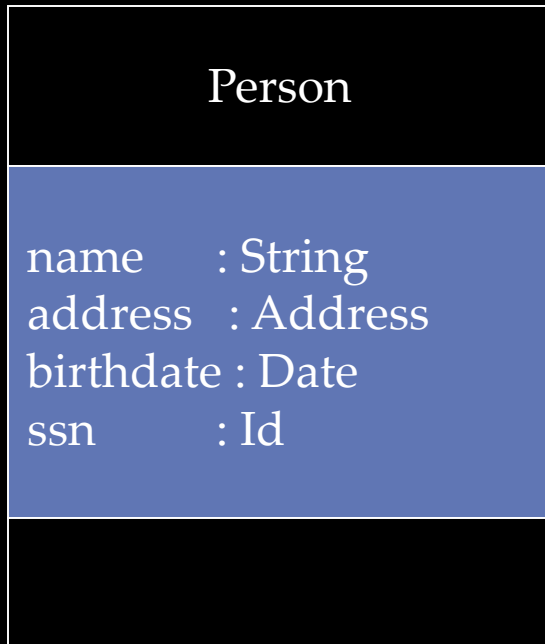 Person
name : String
address : Address
birthdate : Date
ssn : Id